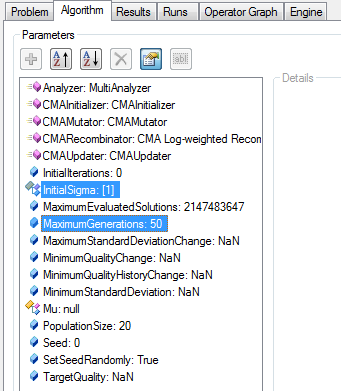 Problem Algorithm Results Runs Operator Graph Engine
Parameters
Details
Analyzer: MultiAnalyzer
CMAInitializer: CMAInitializer
CMAMutator: CMAMutator
CMARecombinator: CMA Log-weighted Recom
CMAUpdater: CMAUpdater
InitialIterations: 0
InitialSigma: [1]
MaximumEvaluatedSolutions: 2147483647
MaximumGenerations: 50
MaximumStandardDeviationChange: NaN
MinimumQualityChange: NaN
MinimumQualityHistoryChange: NaN
MinimumStandardDeviation: NaN
Mu: null
PopulationSize: 20
Seed: 0
SetSeedRandomly: True
TargetQuality: NaN